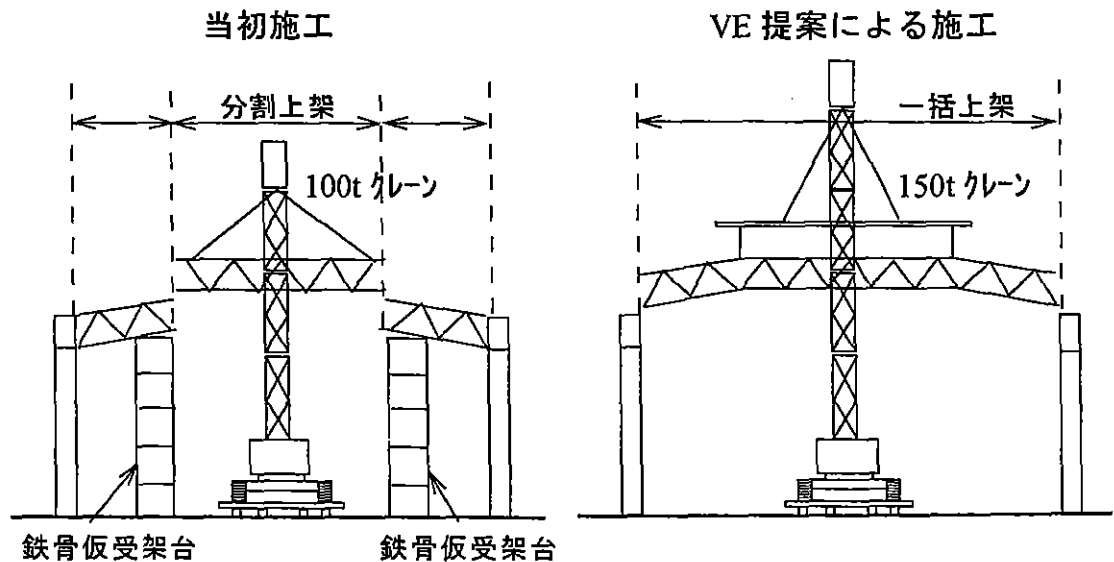 当初施工
VE 提案による施工
分割上架
一括上架
100t クレーン
150t クレーン
鉄骨仮受架台
鉄骨仮受架台